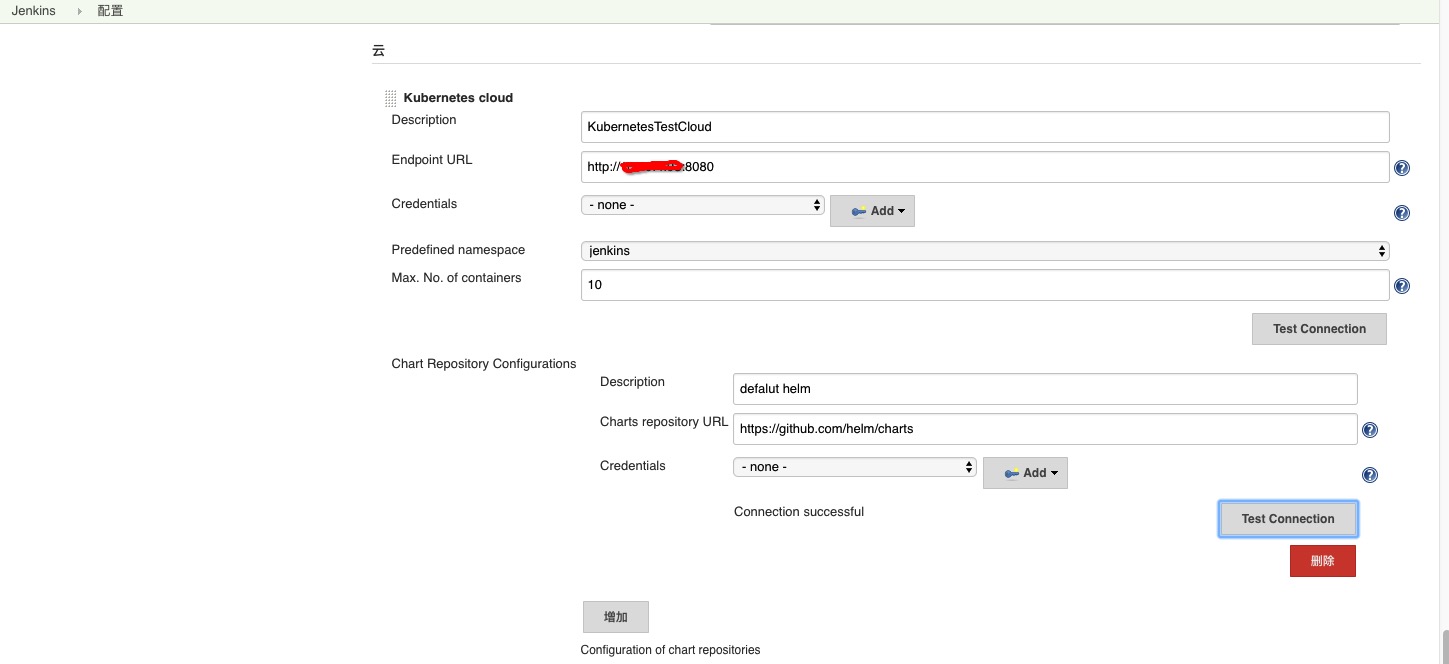 Jenkins 配置
云
Kubernetes cloud
Description KubernetesTestCloud
Endpoint URL http:// :8080
Credentials - none - Add
Predefined namespace jenkins
Max. No. of containers 10
Test Connection
Chart Repository Configurations
Description defalut helm
Charts repository URL https://github.com/helm/charts
Credentials - none - Add
Connection successful Test Connection
删除
增加
Configuration of chart repositories